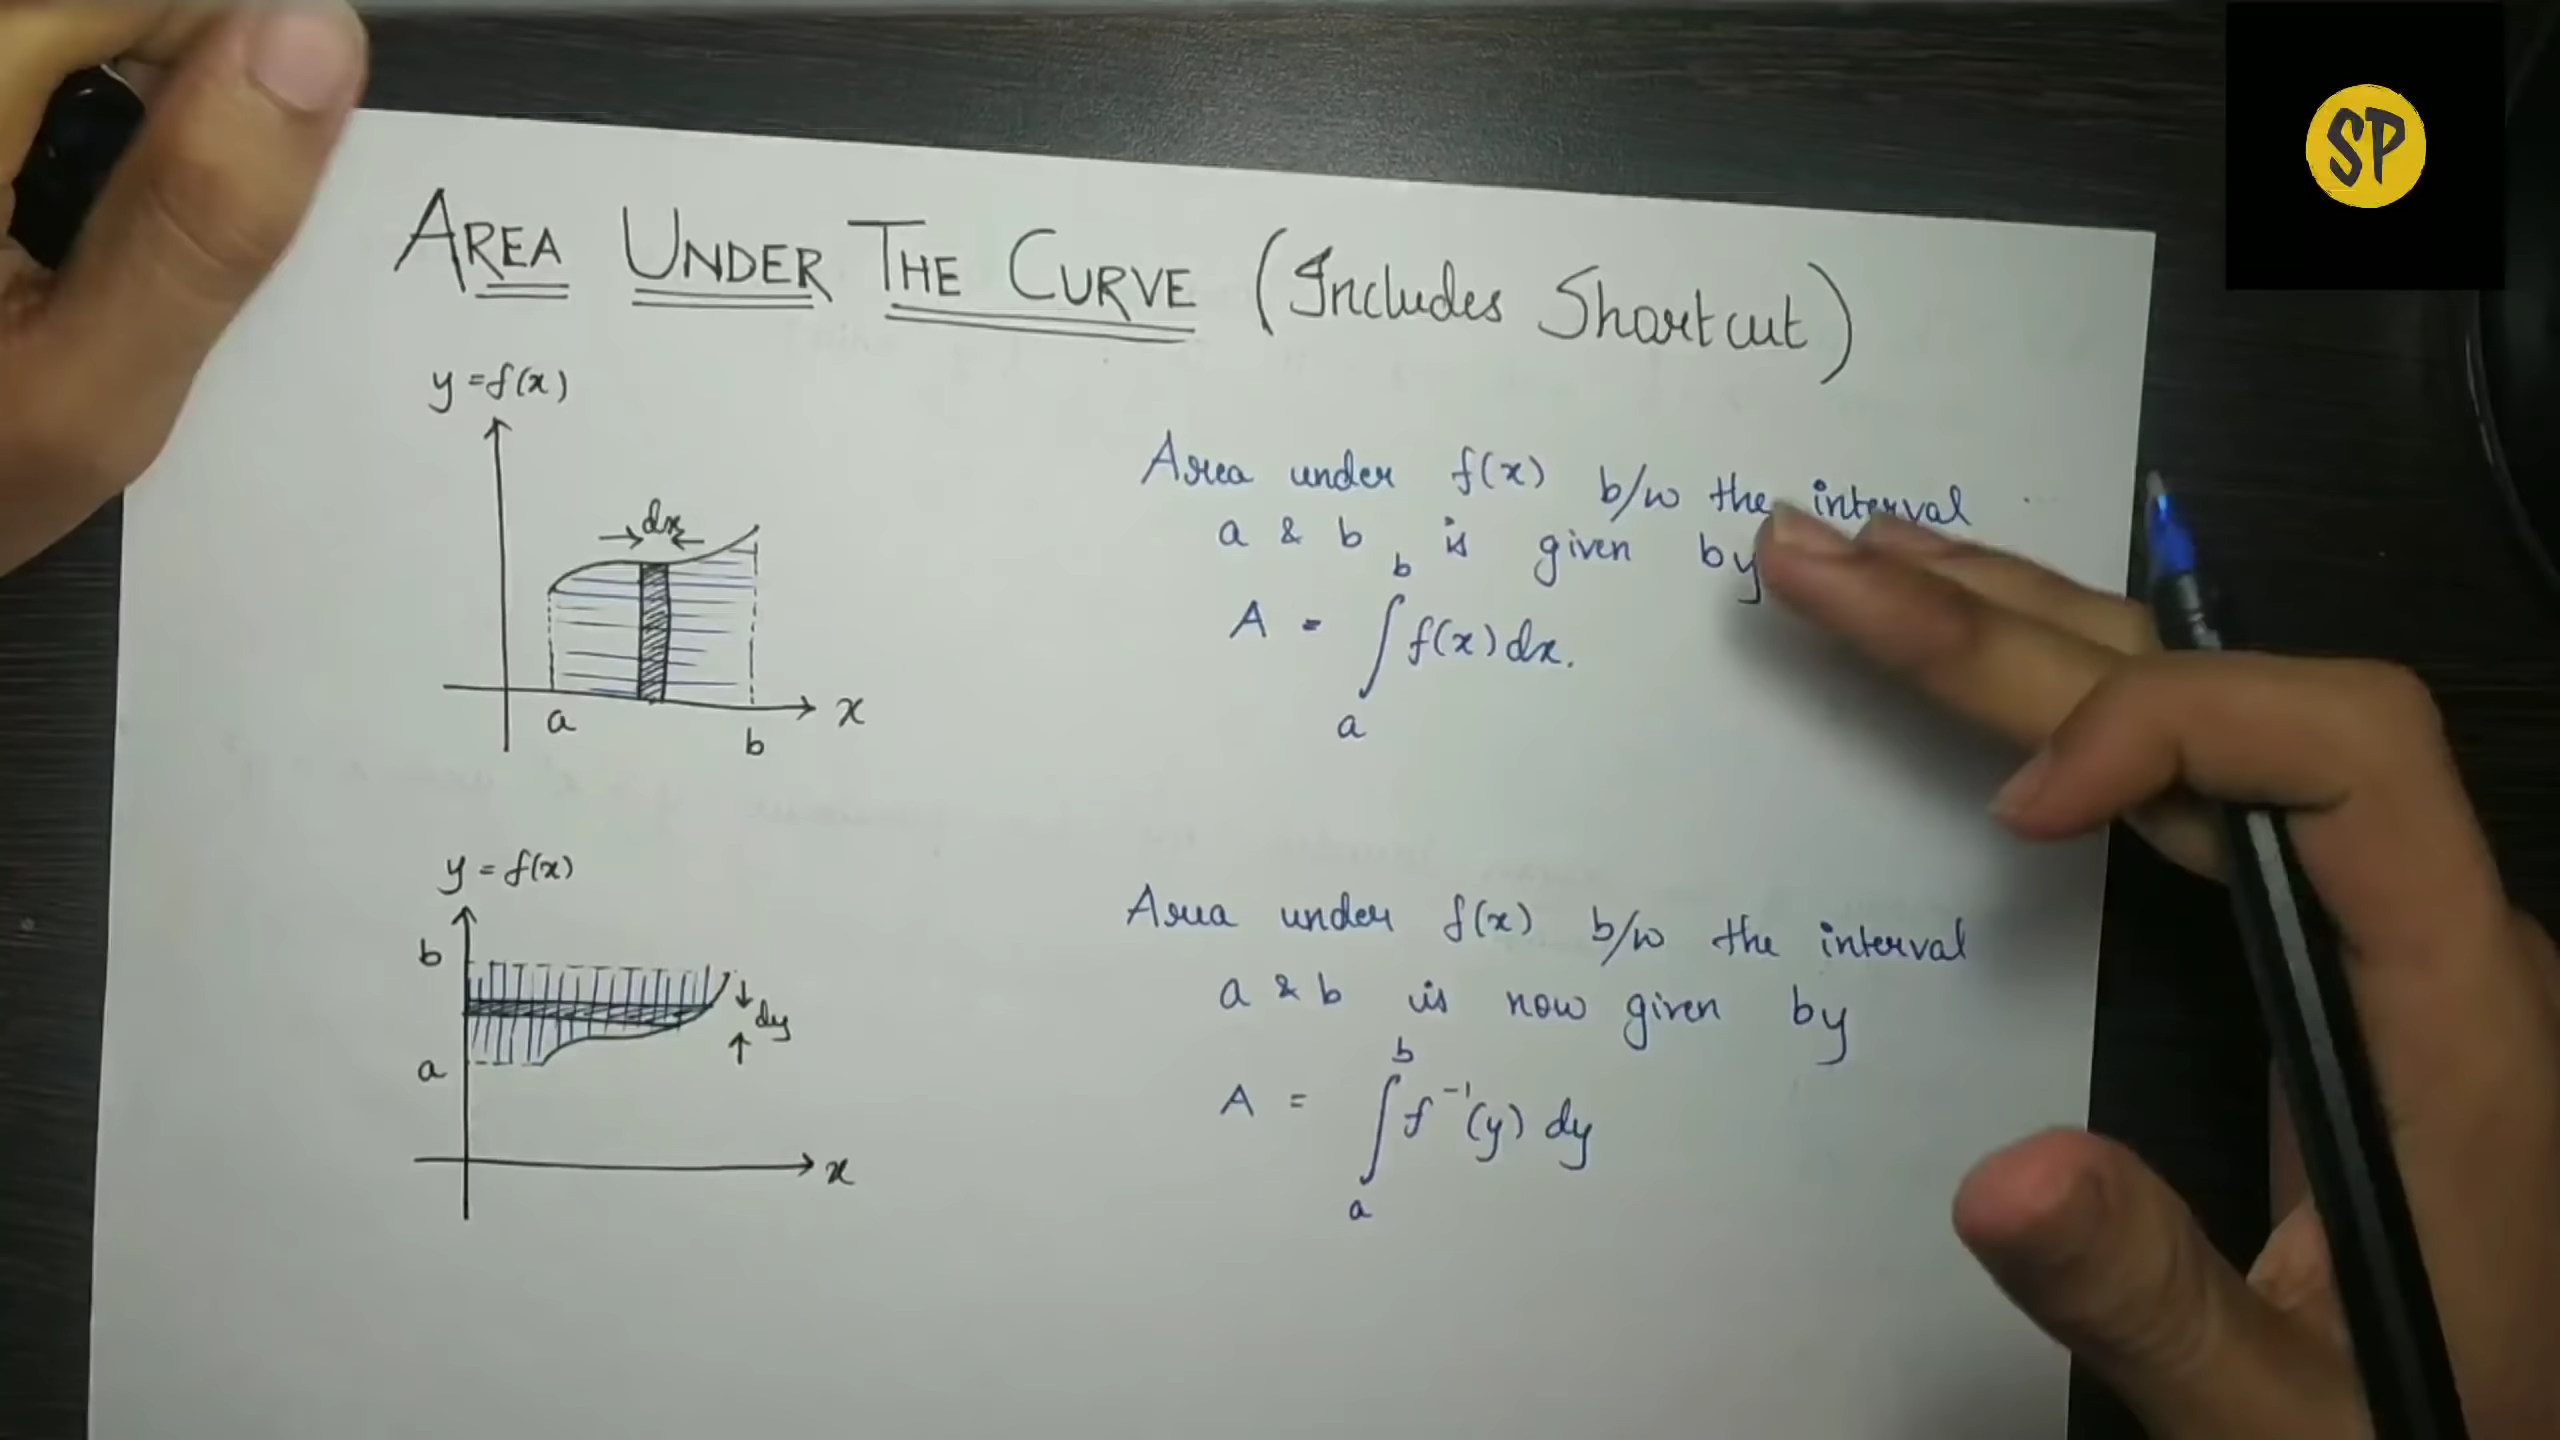 SP
AREA UNDER THE CURVE (Includes Shortcut)
y = f(x)
dx
a
b
x
Area under f(x) b/w the interval
a & b is given by
b
A = ∫ f(x) dx.
a
y = f(x)
b
dy
a
x
Area under f(x) b/w the interval
a & b is now given by
b
A = ∫ f⁻¹(y) dy
a